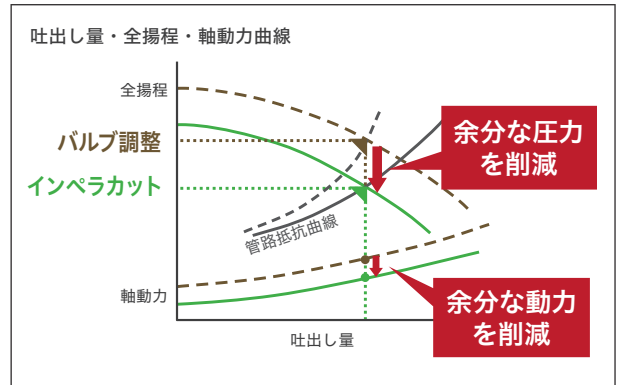 吐出し量・全揚程・軸動力曲線
全揚程
バルブ調整
余分な圧力
を削減
インペラカット
管路抵抗曲線
軸動力
余分な動力
を削減
吐出し量